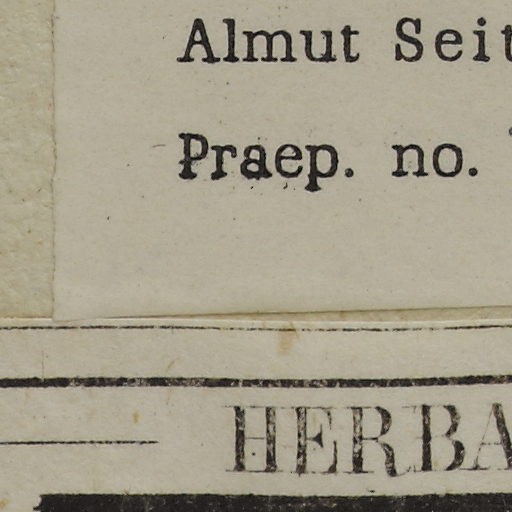 Almut Seit
Praep. no.
HERBA